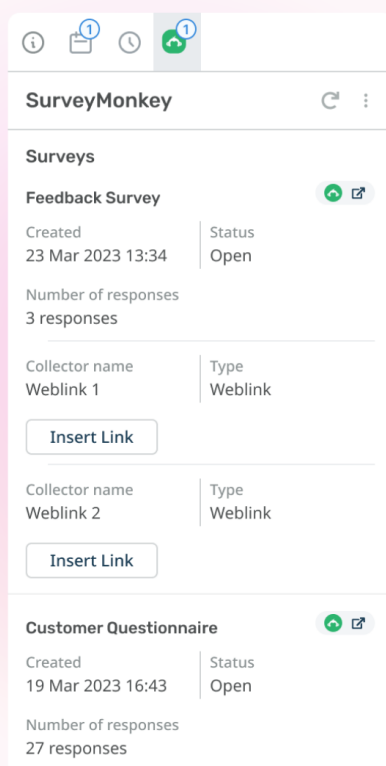 1
1
SurveyMonkey
Surveys
Feedback Survey
Created
Status
23 Mar 2023 13:34
Open
Number of responses
3 responses
Collector name
Type
Weblink 1
Weblink
Insert Link
Collector name
Type
Weblink 2
Weblink
Insert Link
Customer Questionnaire
Created
Status
19 Mar 2023 16:43
Open
Number of responses
27 responses